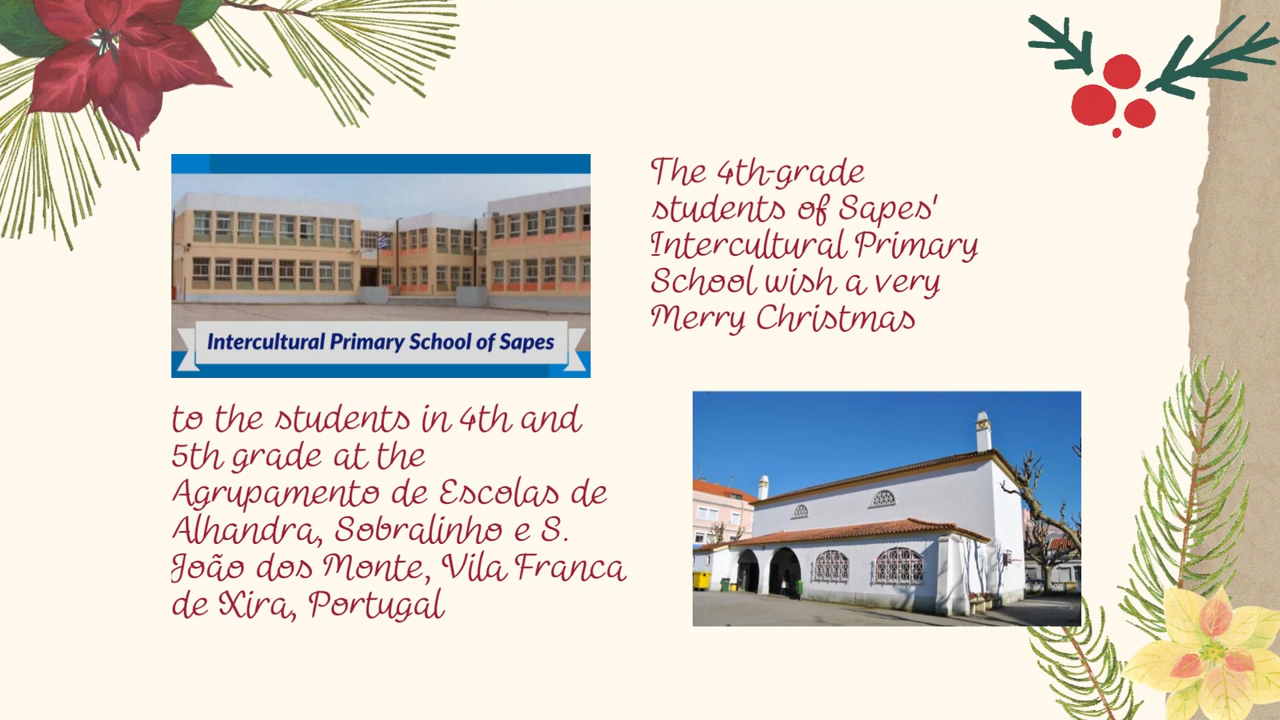 The 4th-grade
students of Sapes'
Intercultural Primary
School wish a very
Merry Christmas
Intercultural Primary School of Sapes
to the students in 4th and
5th grade at the
Agrupamento de Escolas de
Alhandra, Sobralinho e S.
João dos Monte, Vila Franca
de Xira, Portugal